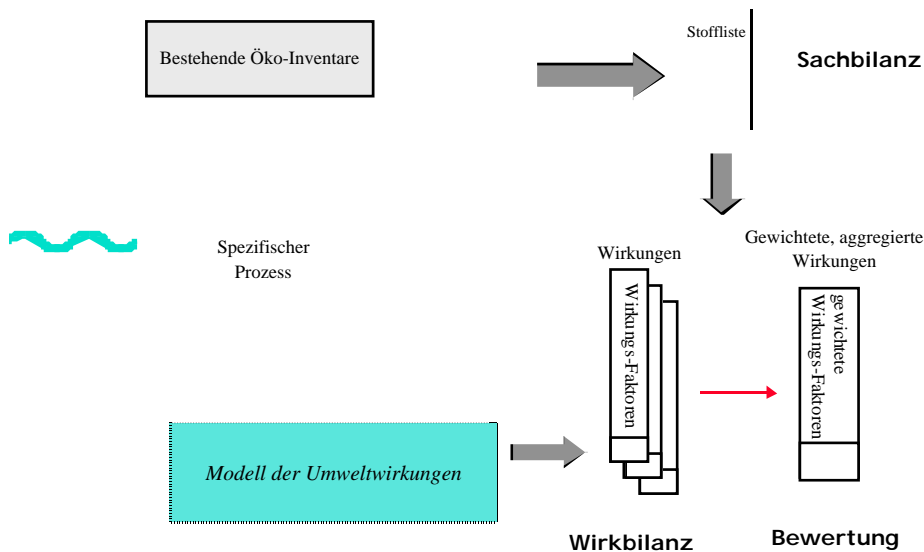 Bestehende Öko-Inventare
Stoffliste
Sachbilanz
Spezifischer
Prozess
Wirkungen
Gewichtete, aggregierte
Wirkungen
Wirkungs-Faktoren
gewichtete
Wirkungs-Faktoren
Modell der Umweltwirkungen
Wirkbilanz
Bewertung